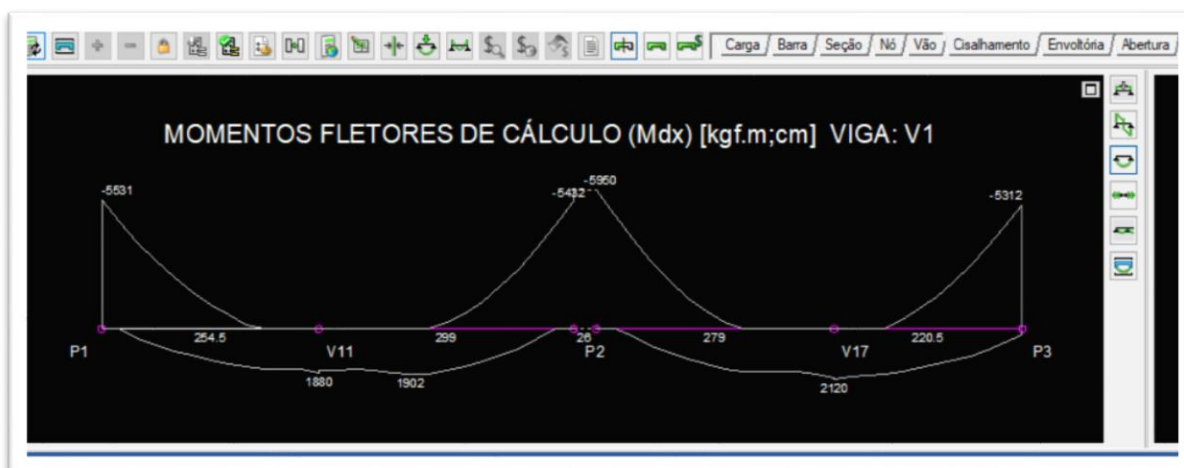 Carga Barra Seção Nó Vão Cisalhamento Envoltória Abertura
MOMENTOS FLETORES DE CÁLCULO (Mdx) [kgf.m;cm] VIGA: V1
-5531 -5432 -5950 -5312
254.5 299 26 279 220.5
P1 V11 P2 V17 P3
1880 1902 2120